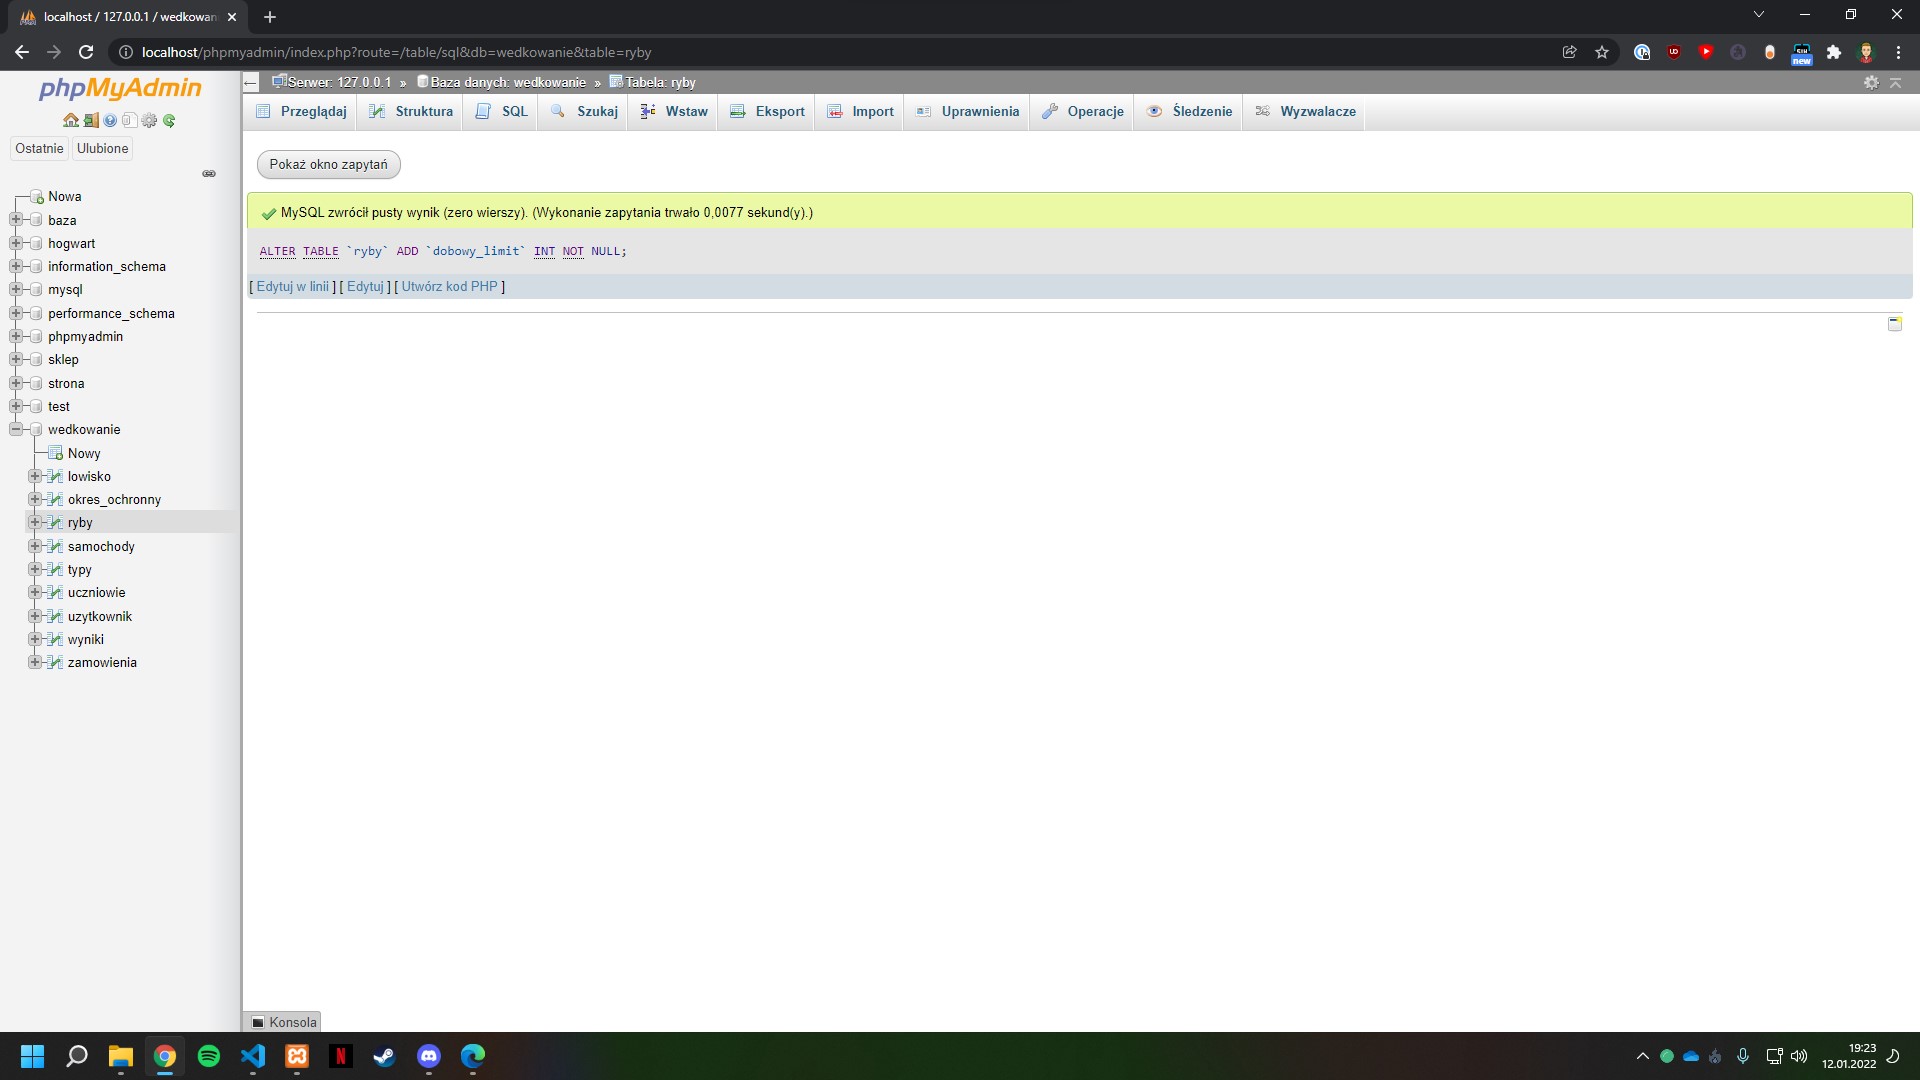 localhost / 127.0.0.1 / wedkowan
localhost/phpmyadmin/index.php?route=/table/sql&db=wedkowanie&table=ryby
new
phpMyAdmin
Ostatnie
Ulubione
Nowa
baza
hogwart
information_schema
mysql
performance_schema
phpmyadmin
sklep
strona
test
wedkowanie
Nowy
lowisko
okres_ochronny
ryby
samochody
typy
uczniowie
uzytkownik
wyniki
zamowienia
Serwer: 127.0.0.1 » Baza danych: wedkowanie » Tabela: ryby
Przeglądaj Struktura SQL Szukaj Wstaw Eksport Import Uprawnienia Operacje Śledzenie Wyzwalacze
Pokaż okno zapytań
MySQL zwrócił pusty wynik (zero wierszy). (Wykonanie zapytania trwało 0,0077 sekund(y).)
ALTER TABLE `ryby` ADD `dobowy_limit` INT NOT NULL;
[ Edytuj w linii ] [ Edytuj ] [ Utwórz kod PHP ]
Konsola
19:23
12.01.2022